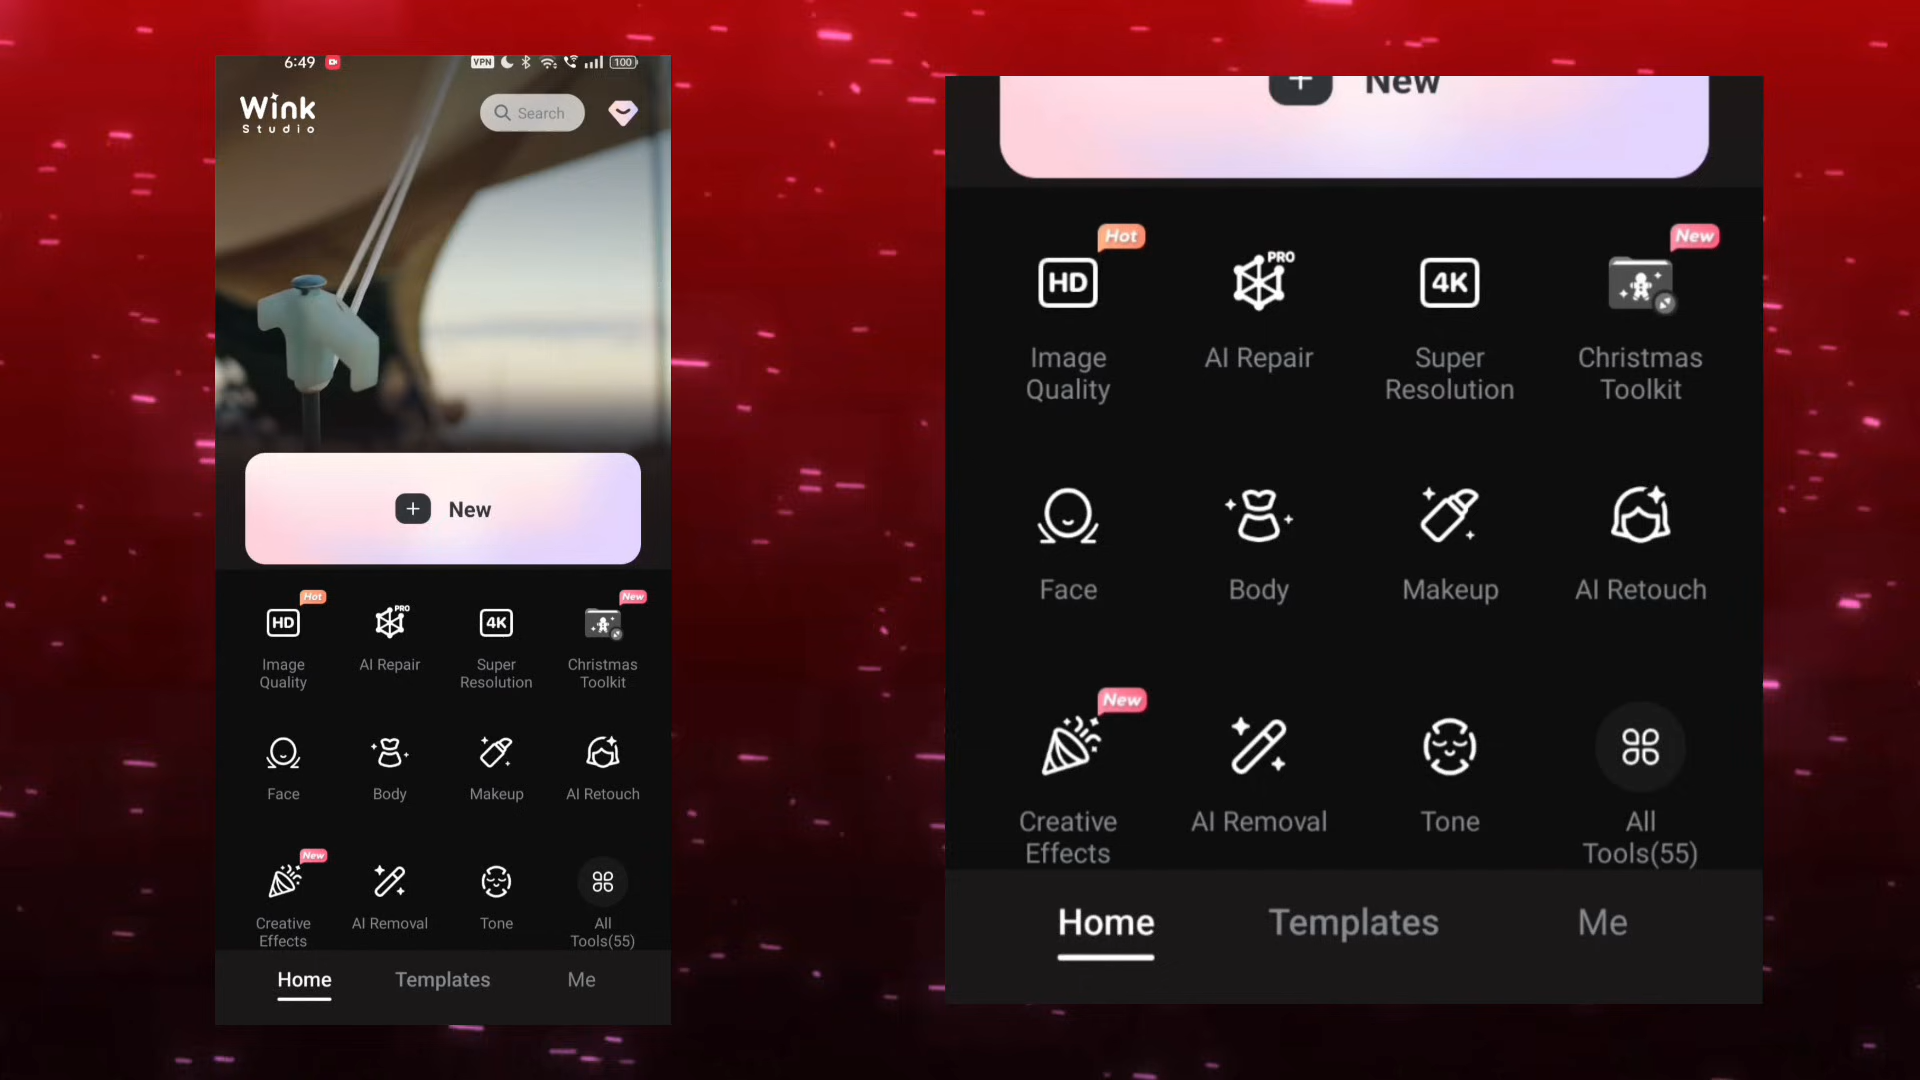 6:49 VPN 100
Wink
Studio
Search
New
Hot
New
HD
PRO
4K
Image
Quality
AI Repair
Super
Resolution
Christmas
Toolkit
Face
Body
Makeup
AI Retouch
New
Creative
Effects
AI Removal
Tone
All
Tools(55)
Home
Templates
Me
New
Hot
New
HD
PRO
4K
Image
Quality
AI Repair
Super
Resolution
Christmas
Toolkit
Face
Body
Makeup
AI Retouch
New
Creative
Effects
AI Removal
Tone
All
Tools(55)
Home
Templates
Me